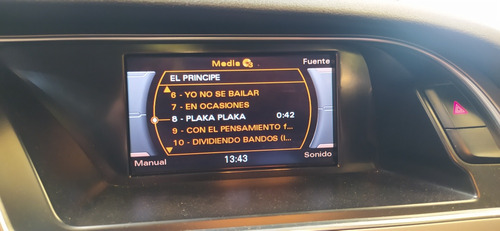 Media
Fuente
EL PRINCIPE
6 - YO NO SE BAILAR
7 - EN OCASIONES
8 - PLAKA PLAKA 0:42
9 - CON EL PENSAMIENTO f...
10 - DIVIDIENDO BANDOS (i...
Manual
13:43
Sonido